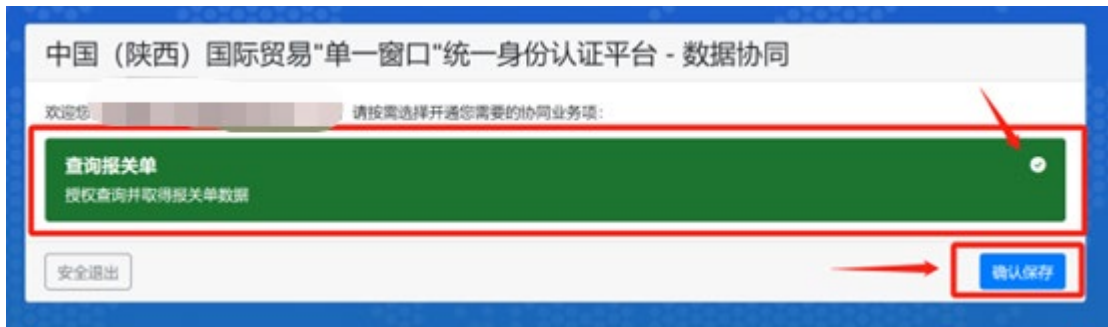 中国（陕西）国际贸易"单一窗口"统一身份认证平台 - 数据协同
欢迎您 请按需选择开通您需要的协同业务项：
查询报关单
授权查询并取得报关单数据
安全退出 确认保存